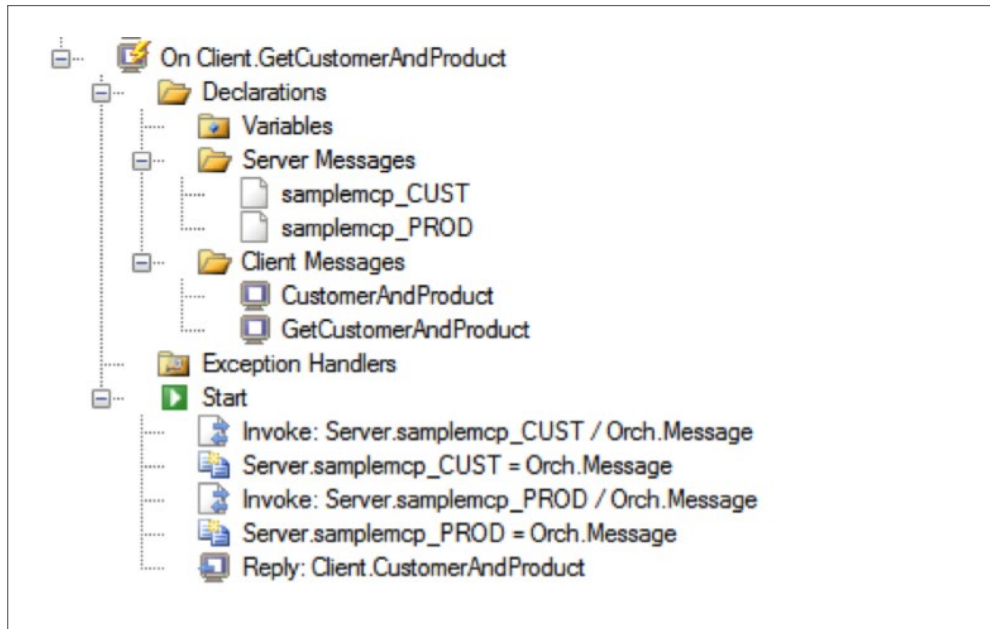 On Client.GetCustomerAndProduct
Declarations
Variables
Server Messages
samplemcp_CUST
samplemcp_PROD
Client Messages
CustomerAndProduct
GetCustomerAndProduct
Exception Handlers
Start
Invoke: Server.samplemcp_CUST / Orch.Message
Server.samplemcp_CUST = Orch.Message
Invoke: Server.samplemcp_PROD / Orch.Message
Server.samplemcp_PROD = Orch.Message
Reply: Client.CustomerAndProduct